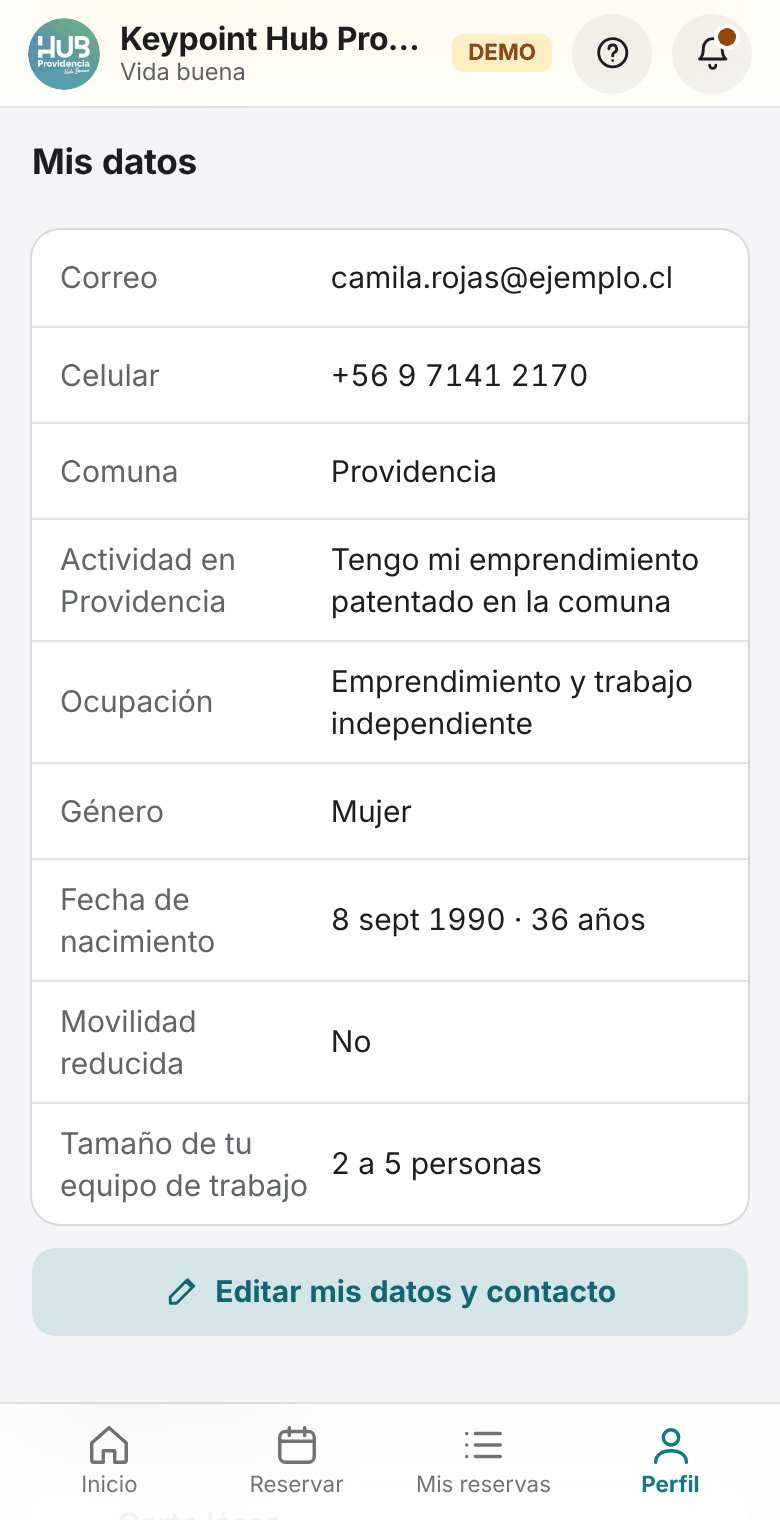 HUB
Providencia
Keypoint Hub Pro...
Vida buena
DEMO
Mis datos
Correo
camila.rojas@ejemplo.cl
Celular
+56 9 7141 2170
Comuna
Providencia
Actividad en
Providencia
Tengo mi emprendimiento
patentado en la comuna
Ocupación
Emprendimiento y trabajo
independiente
Género
Mujer
Fecha de
nacimiento
8 sept 1990 · 36 años
Movilidad
reducida
No
Tamaño de tu
equipo de trabajo
2 a 5 personas
Editar mis datos y contacto
Inicio
Reservar
Mis reservas
Perfil